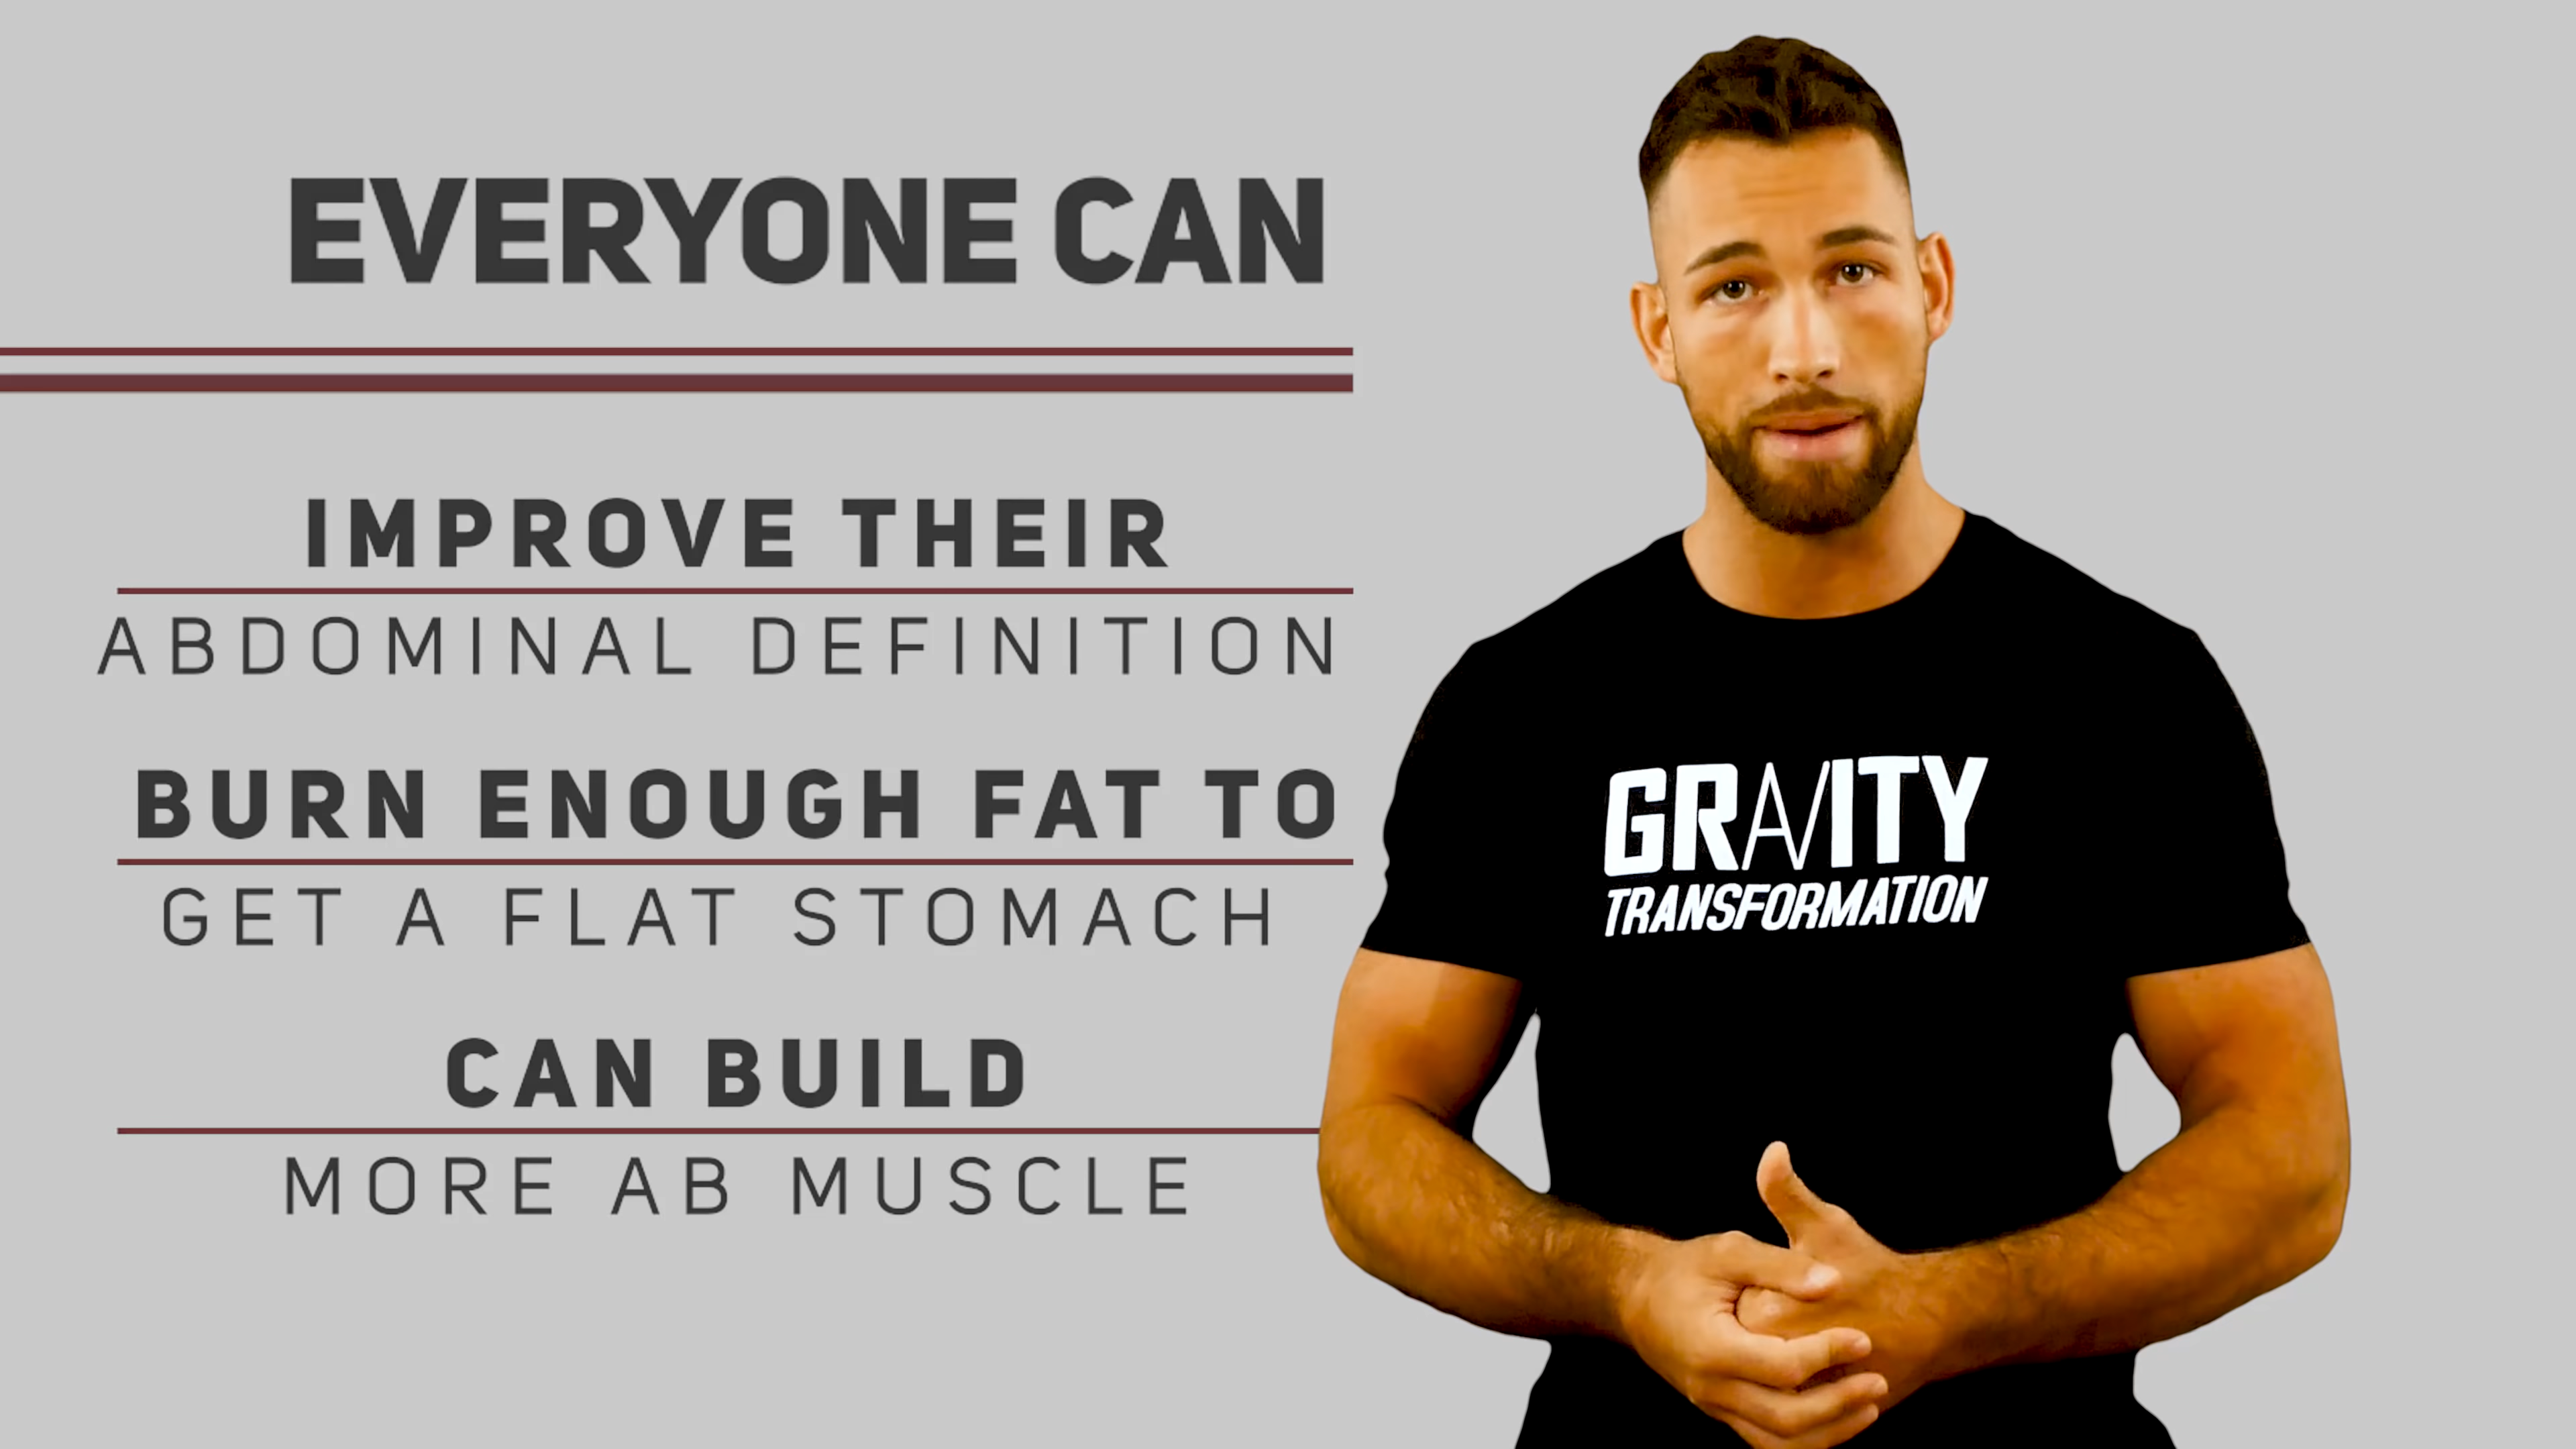 EVERYONE CAN
IMPROVE THEIR
ABDOMINAL DEFINITION
BURN ENOUGH FAT TO
GET A FLAT STOMACH
CAN BUILD
MORE AB MUSCLE
GRAVITY
TRANSFORMATION